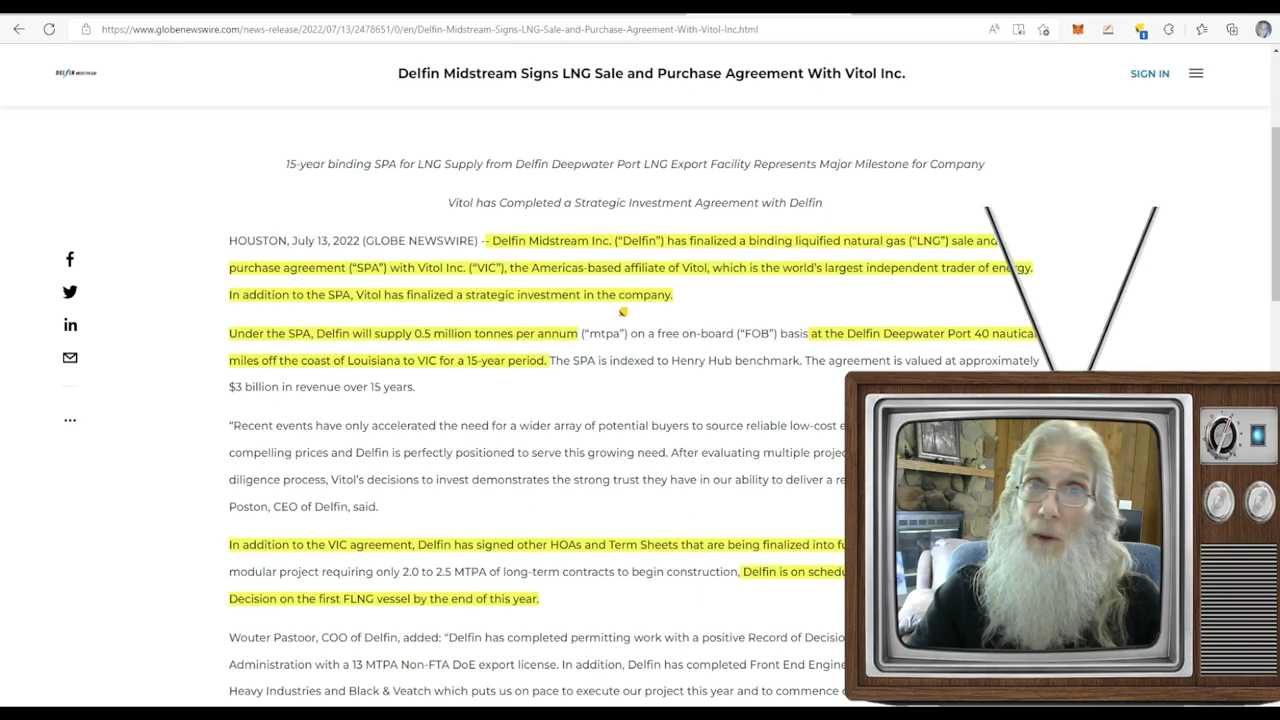 https://www.globenewswire.com/news-release/2022/07/13/2478651/0/en/Delfin-Midstream-Signs-LNG-Sale-and-Purchase-Agreement-With-Vitol-Inc.html
1
DELFIN MIDSTREAM
Delfin Midstream Signs LNG Sale and Purchase Agreement With Vitol Inc.
SIGN IN
15-year binding SPA for LNG Supply from Delfin Deepwater Port LNG Export Facility Represents Major Milestone for Company
Vitol has Completed a Strategic Investment Agreement with Delfin
HOUSTON, July 13, 2022 (GLOBE NEWSWIRE) -- Delfin Midstream Inc. (“Delfin”) has finalized a binding liquified natural gas (“LNG”) sale and
purchase agreement (“SPA”) with Vitol Inc. (“VIC”), the Americas-based affiliate of Vitol, which is the world’s largest independent trader of energy.
In addition to the SPA, Vitol has finalized a strategic investment in the company.
Under the SPA, Delfin will supply 0.5 million tonnes per annum (“mtpa”) on a free on-board (“FOB”) basis at the Delfin Deepwater Port 40 nautical
miles off the coast of Louisiana to VIC for a 15-year period. The SPA is indexed to Henry Hub benchmark. The agreement is valued at approximately
$3 billion in revenue over 15 years.
“Recent events have only accelerated the need for a wider array of potential buyers to source reliable low-cost
compelling prices and Delfin is perfectly positioned to serve this growing need. After evaluating multiple
diligence process, Vitol’s decisions to invest demonstrates the strong trust they have in our ability to deliver a
Poston, CEO of Delfin, said.
In addition to the VIC agreement, Delfin has signed other HOAs and Term Sheets that are being finalized into
modular project requiring only 2.0 to 2.5 MTPA of long-term contracts to begin construction, Delfin is on
Decision on the first FLNG vessel by the end of this year.
Wouter Pastoor, COO of Delfin, added: “Delfin has completed permitting work with a positive Record of
Administration with a 13 MTPA Non-FTA DoE export license. In addition, Delfin has completed Front End
Heavy Industries and Black & Veatch which puts us on pace to execute our project this year and to commence